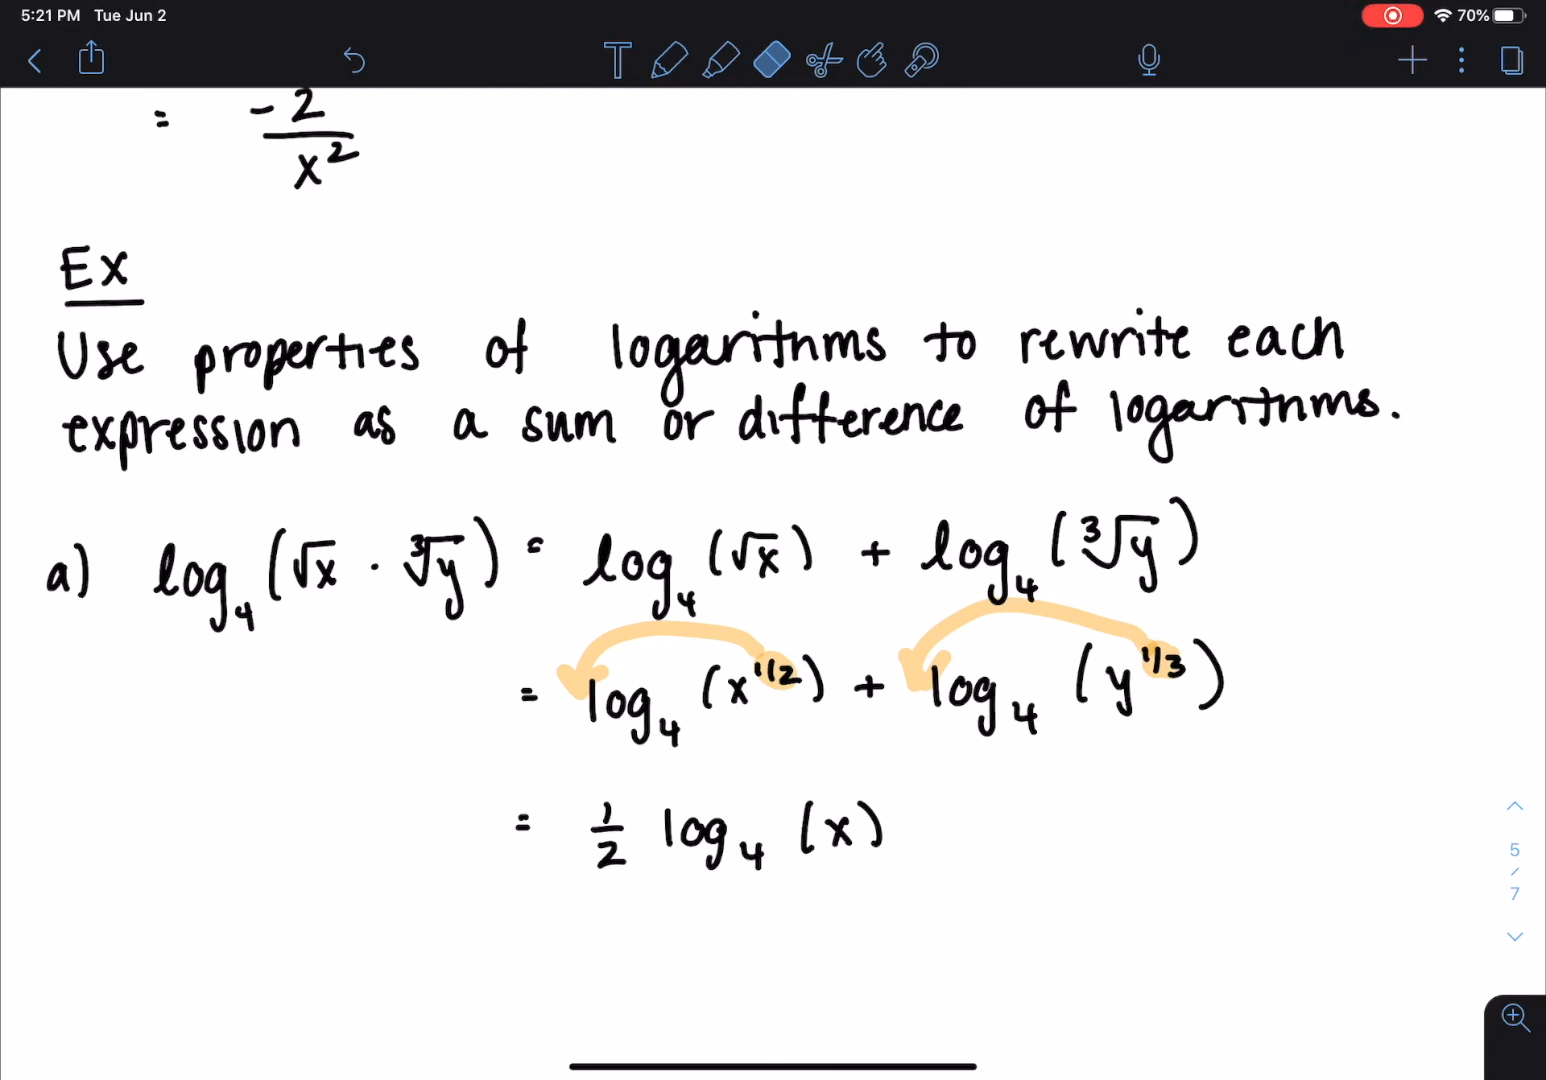 5:21 PM Tue Jun 2
70%
= -2/x²
Ex
Use properties of logarithms to rewrite each
expression as a sum or difference of logarithms.
a) log₄(√x · ∛y) = log₄(√x) + log₄(∛y)
= log₄(x^1/2) + log₄(y^1/3)
= 1/2 log₄(x)
5
/
7